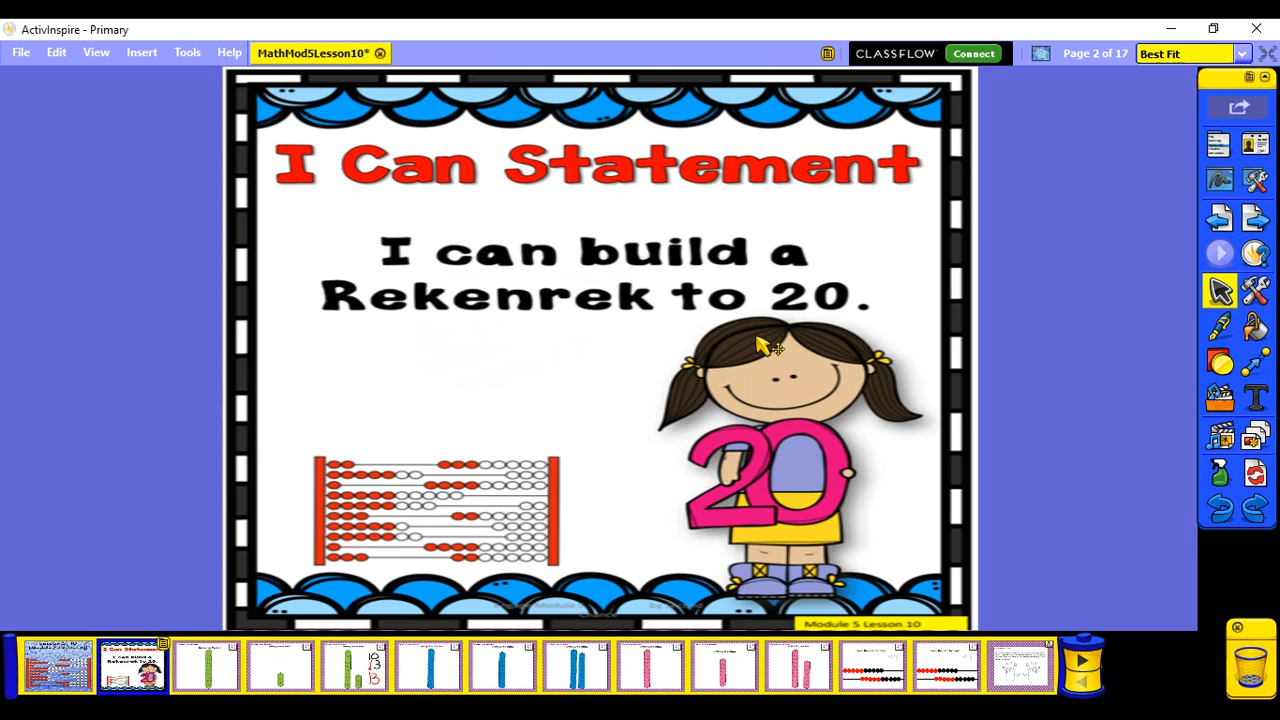 ActivInspire - Primary
File Edit View Insert Tools Help MathMod5Lesson10* CLASSFLOW Connect Page 2 of 17 Best Fit
I Can Statement
I can build a
Rekenrek to 20.
20
Module 5 Lesson 10